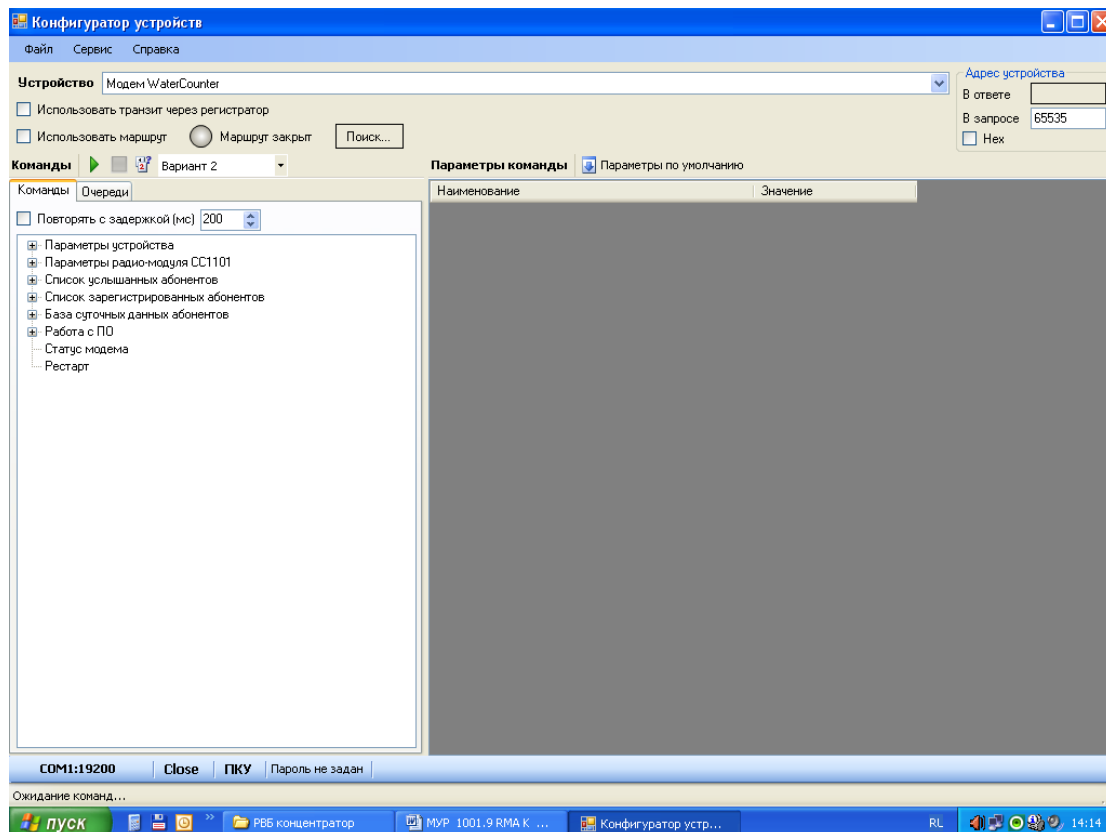 Конфигуратор устройств
Файл Сервис Справка
Устройство Модем WaterCounter
Адрес устройства
В ответе
Использовать транзит через регистратор
В запросе 65535
Использовать маршрут Маршрут закрыт Поиск...
Hex
Команды Вариант 2
Параметры команды Параметры по умолчанию
Команды Очереди
Наименование Значение
Повторять с задержкой (мс) 200
Параметры устройства
Параметры радио-модуля CC1101
Список услышанных абонентов
Список зарегистрированных абонентов
База суточных данных абонентов
Работа с ПО
Статус модема
Рестарт
COM1:19200 Close ПКУ Пароль не задан
Ожидание команд...
пуск » РВБ концентратор МУР 1001.9 RMA K ... Конфигуратор устр... RL 14:14